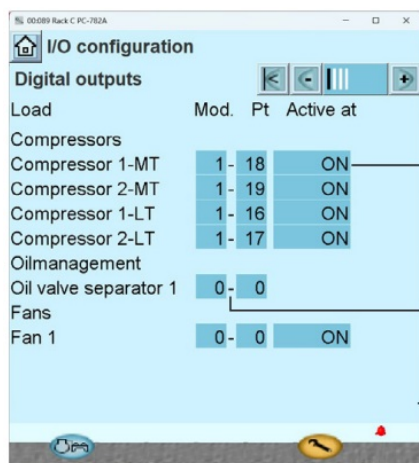 00:089 Rack C PC-782A
I/O configuration
Digital outputs
Load Mod. Pt Active at
Compressors
Compressor 1-MT 1 - 18 ON
Compressor 2-MT 1 - 19 ON
Compressor 1-LT 1 - 16 ON
Compressor 2-LT 1 - 17 ON
Oilmanagement
Oil valve separator 1 0 - 0
Fans
Fan 1 0 - 0 ON